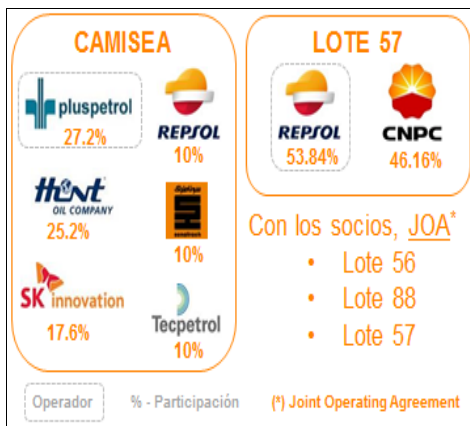 CAMISEA
pluspetrol
27.2%
REPSOL
10%
Hunt
OIL COMPANY
25.2%
sonatrach
10%
SK innovation
17.6%
Tecpetrol
10%
LOTE 57
REPSOL
53.84%
CNPC
46.16%
Con los socios, JOA*
• Lote 56
• Lote 88
• Lote 57
Operador
% - Participación
(*) Joint Operating Agreement